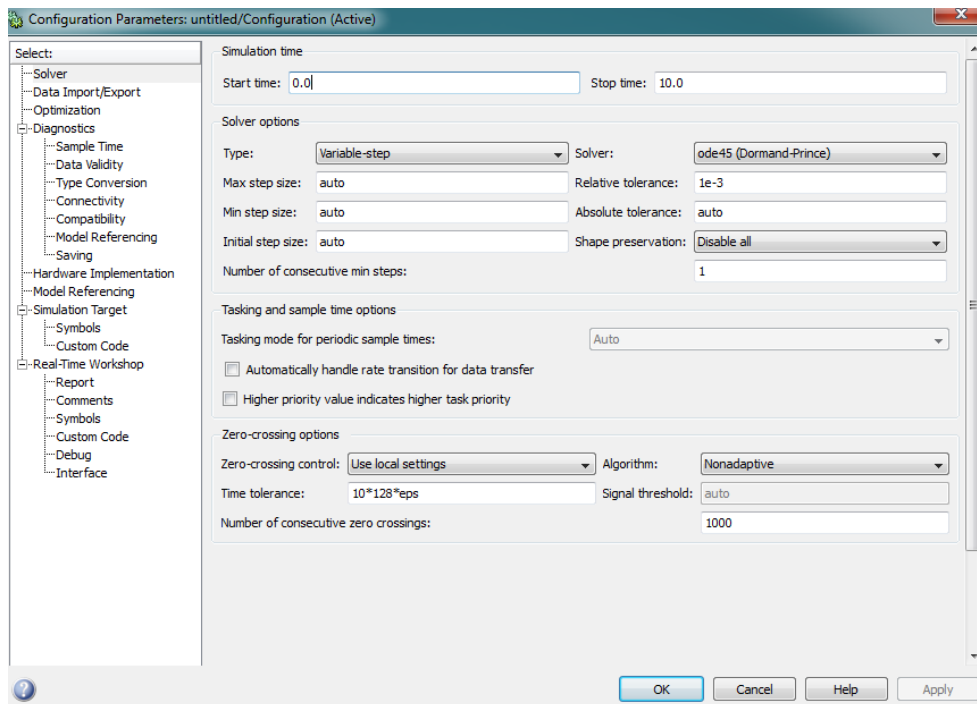 Configuration Parameters: untitled/Configuration (Active)
Select:
Solver
Data Import/Export
Optimization
Diagnostics
Sample Time
Data Validity
Type Conversion
Connectivity
Compatibility
Model Referencing
Saving
Hardware Implementation
Model Referencing
Simulation Target
Symbols
Custom Code
Real-Time Workshop
Report
Comments
Symbols
Custom Code
Debug
Interface
Simulation time
Start time: 0.0 Stop time: 10.0
Solver options
Type: Variable-step Solver: ode45 (Dormand-Prince)
Max step size: auto Relative tolerance: 1e-3
Min step size: auto Absolute tolerance: auto
Initial step size: auto Shape preservation: Disable all
Number of consecutive min steps: 1
Tasking and sample time options
Tasking mode for periodic sample times: Auto
Automatically handle rate transition for data transfer
Higher priority value indicates higher task priority
Zero-crossing options
Zero-crossing control: Use local settings Algorithm: Nonadaptive
Time tolerance: 10*128*eps Signal threshold: auto
Number of consecutive zero crossings: 1000
OK Cancel Help Apply